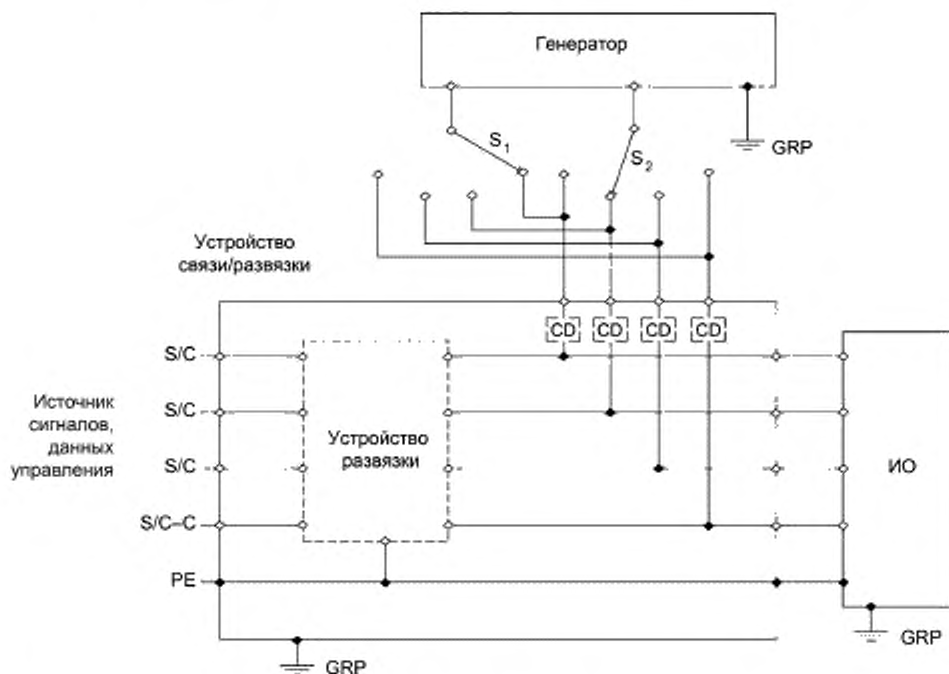 Генератор
S1
S2
GRP
Устройство
связи/развязки
CD CD CD CD
S/C
S/C
S/C
S/C–C
PE
Источник
сигналов,
данных
управления
Устройство
развязки
ИО
GRP
GRP